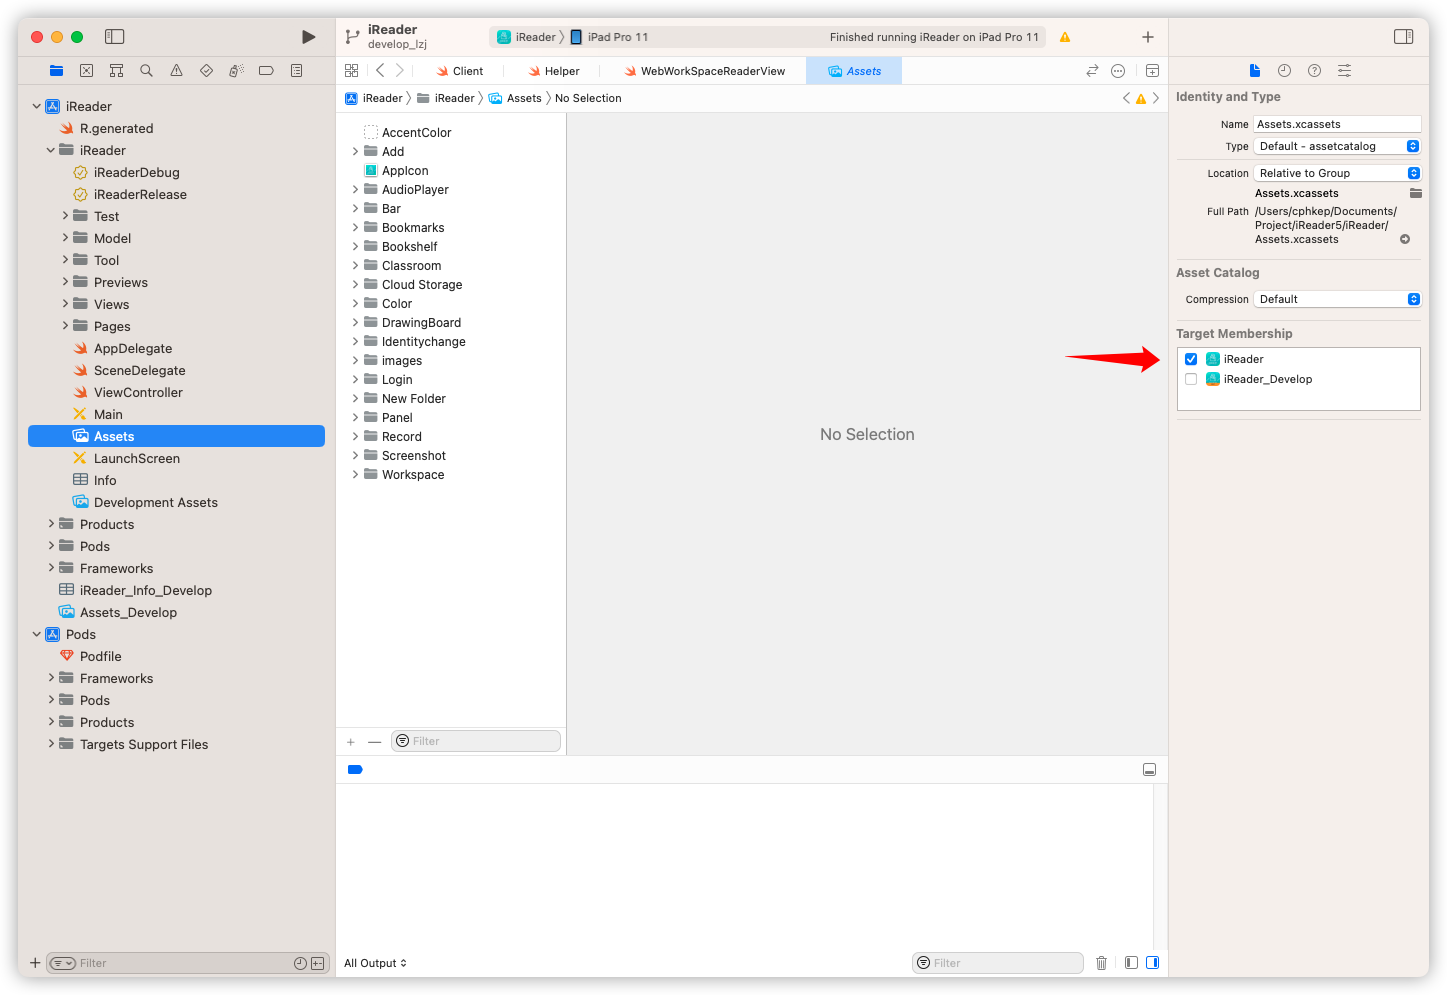 iReader
develop_lzj
iReader
iPad Pro 11
Finished running iReader on iPad Pro 11
Client
Helper
WebWorkSpaceReaderView
Assets
iReader
R.generated
iReader
iReaderDebug
iReaderRelease
Test
Model
Tool
Previews
Views
Pages
AppDelegate
SceneDelegate
ViewController
Main
Assets
LaunchScreen
Info
Development Assets
Products
Pods
Frameworks
iReader_Info_Develop
Assets_Develop
Pods
Podfile
Frameworks
Pods
Products
Targets Support Files
Filter
iReader
iReader
Assets
No Selection
AccentColor
Add
AppIcon
AudioPlayer
Bar
Bookmarks
Bookshelf
Classroom
Cloud Storage
Color
DrawingBoard
Identitychange
images
Login
New Folder
Panel
Record
Screenshot
Workspace
Filter
No Selection
All Output
Filter
Identity and Type
Name Assets.xcassets
Type Default - assetcatalog
Location Relative to Group
Assets.xcassets
Full Path /Users/cphkep/Documents/
Project/iReader5/iReader/
Assets.xcassets
Asset Catalog
Compression Default
Target Membership
iReader
iReader_Develop